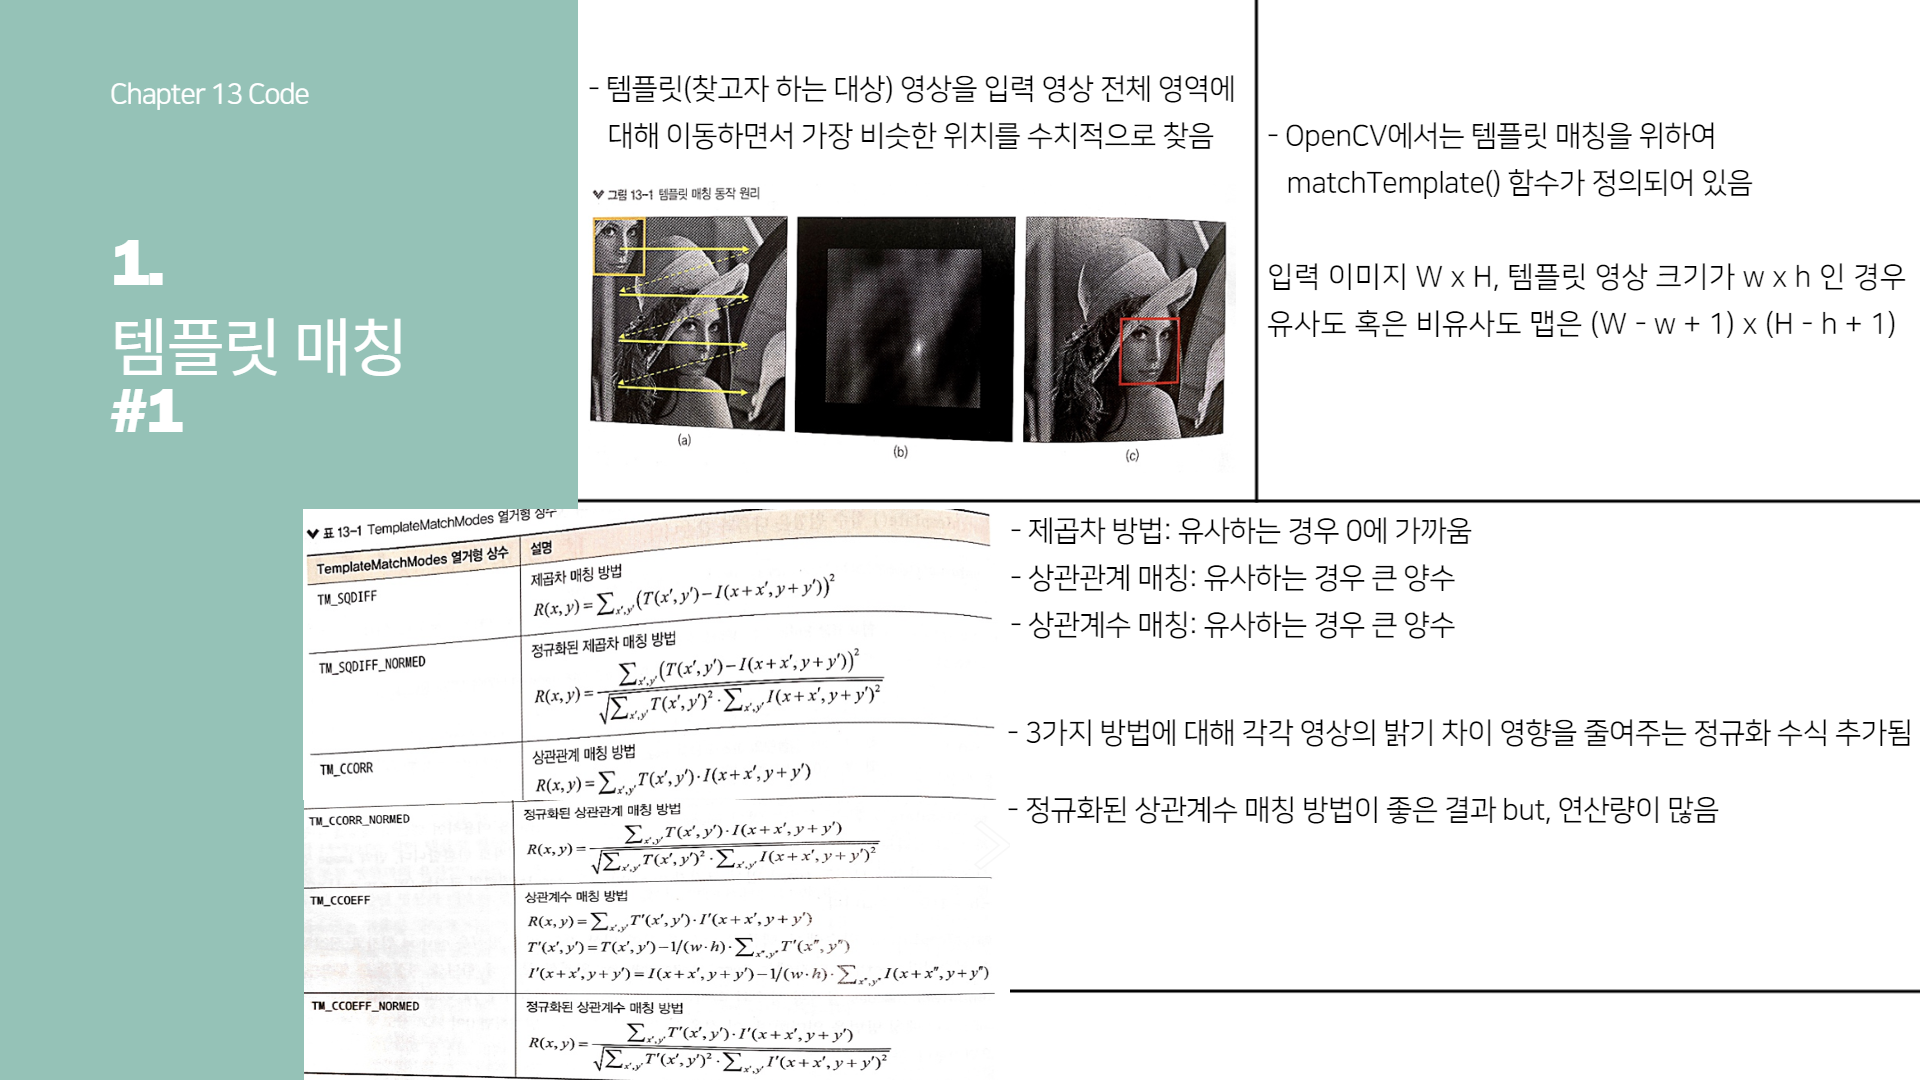 Chapter 13 Code
1.
템플릿 매칭
#1
- 템플릿(찾고자 하는 대상) 영상을 입력 영상 전체 영역에
대해 이동하면서 가장 비슷한 위치를 수치적으로 찾음
그림 13-1 템플릿 매칭 동작 원리
(a)
(b)
(c)
- OpenCV에서는 템플릿 매칭을 위하여
matchTemplate() 함수가 정의되어 있음
입력 이미지 W x H, 템플릿 영상 크기가 w x h 인 경우
유사도 혹은 비유사도 맵은 (W - w + 1) x (H - h + 1)
표 13-1 TemplateMatchModes 열거형 상수
TemplateMatchModes 열거형 상수 설명
TM_SQDIFF 제곱차 매칭 방법
R(x, y) = ∑x′,y′ (T(x′, y′) − I(x + x′, y + y′))²
TM_SQDIFF_NORMED 정규화된 제곱차 매칭 방법
R(x, y) = ∑x′,y′ (T(x′, y′) − I(x + x′, y + y′))² / √(∑x′,y′ T(x′, y′)² · ∑x′,y′ I(x + x′, y + y′)²)
TM_CCORR 상관관계 매칭 방법
R(x, y) = ∑x′,y′ T(x′, y′) · I(x + x′, y + y′)
TM_CCORR_NORMED 정규화된 상관관계 매칭 방법
R(x, y) = ∑x′,y′ T(x′, y′) · I(x + x′, y + y′) / √(∑x′,y′ T(x′, y′)² · ∑x′,y′ I(x + x′, y + y′)²)
TM_CCOEFF 상관계수 매칭 방법
R(x, y) = ∑x′,y′ T′(x′, y′) · I′(x + x′, y + y′)
T′(x′, y′) = T(x′, y′) − 1/(w · h) · ∑x″,y″ T′(x″, y″)
I′(x + x′, y + y′) = I(x + x′, y + y′) − 1/(w · h) · ∑x″,y″ I(x + x″, y + y″)
TM_CCOEFF_NORMED 정규화된 상관계수 매칭 방법
R(x, y) = ∑x′,y′ T′(x′, y′) · I′(x + x′, y + y′) / √(∑x′,y′ T′(x′, y′)² · ∑x′,y′ I′(x + x′, y + y′)²)
- 제곱차 방법: 유사하는 경우 0에 가까움
- 상관관계 매칭: 유사하는 경우 큰 양수
- 상관계수 매칭: 유사하는 경우 큰 양수
- 3가지 방법에 대해 각각 영상의 밝기 차이 영향을 줄여주는 정규화 수식 추가됨
- 정규화된 상관계수 매칭 방법이 좋은 결과 but, 연산량이 많음